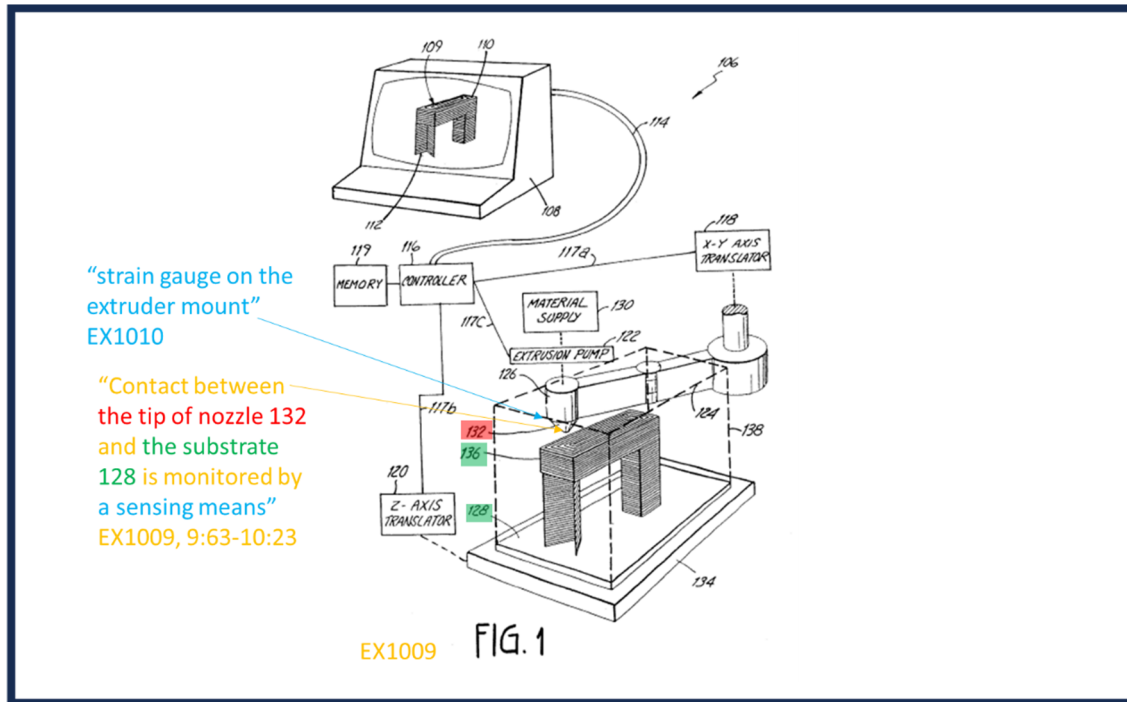 109
110
106
114
112
108
118
X-Y AXIS
TRANSLATOR
119
MEMORY
116
CONTROLLER
117a
117c
MATERIAL
SUPPLY
130
122
EXTRUSION PUMP
126
124
138
117b
132
136
120
Z- AXIS
TRANSLATOR
128
134
“strain gauge on the
extruder mount”
EX1010
“Contact between
the tip of nozzle 132
and the substrate
128 is monitored by
a sensing means”
EX1009, 9:63-10:23
EX1009
FIG. 1